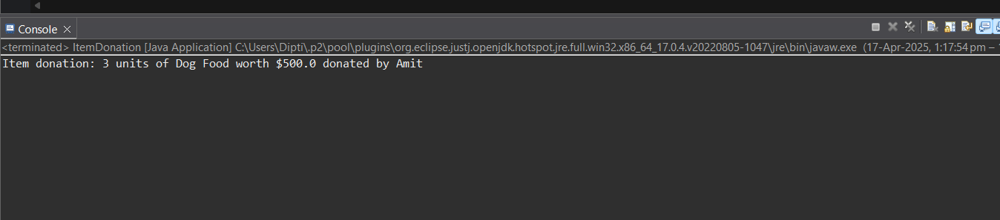 Console
<terminated> ItemDonation [Java Application] C:\Users\Dipti\.p2\pool\plugins\org.eclipse.justj.openjdk.hotspot.jre.full.win32.x86_64_17.0.4.v20220805-1047\jre\bin\javaw.exe (17-Apr-2025, 1:17:54 pm – 1
Item donation: 3 units of Dog Food worth $500.0 donated by Amit